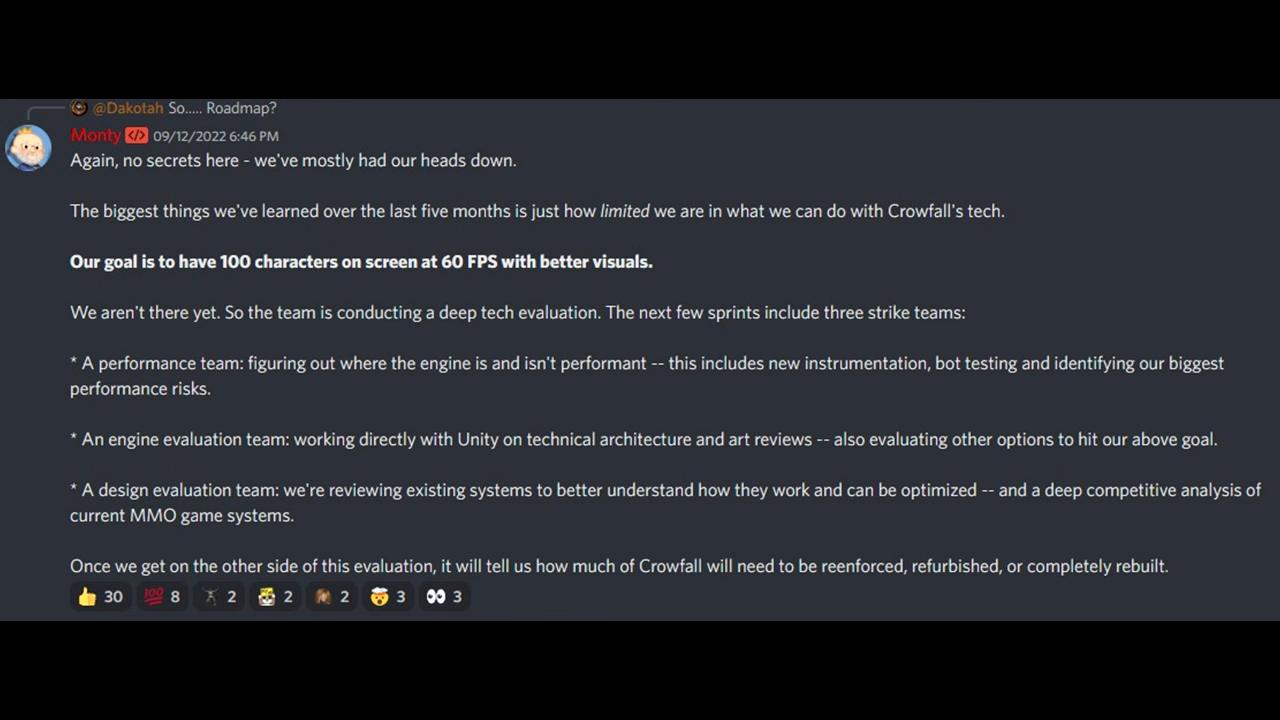 @Dakotah So..... Roadmap?
Monty </> 09/12/2022 6:46 PM
Again, no secrets here - we've mostly had our heads down.
The biggest things we've learned over the last five months is just how limited we are in what we can do with Crowfall's tech.
Our goal is to have 100 characters on screen at 60 FPS with better visuals.
We aren't there yet. So the team is conducting a deep tech evaluation. The next few sprints include three strike teams:
* A performance team: figuring out where the engine is and isn't performant -- this includes new instrumentation, bot testing and identifying our biggest
performance risks.
* An engine evaluation team: working directly with Unity on technical architecture and art reviews -- also evaluating other options to hit our above goal.
* A design evaluation team: we're reviewing existing systems to better understand how they work and can be optimized -- and a deep competitive analysis of
current MMO game systems.
Once we get on the other side of this evaluation, it will tell us how much of Crowfall will need to be reenforced, refurbished, or completely rebuilt.
30 100 8 2 2 2 3 3